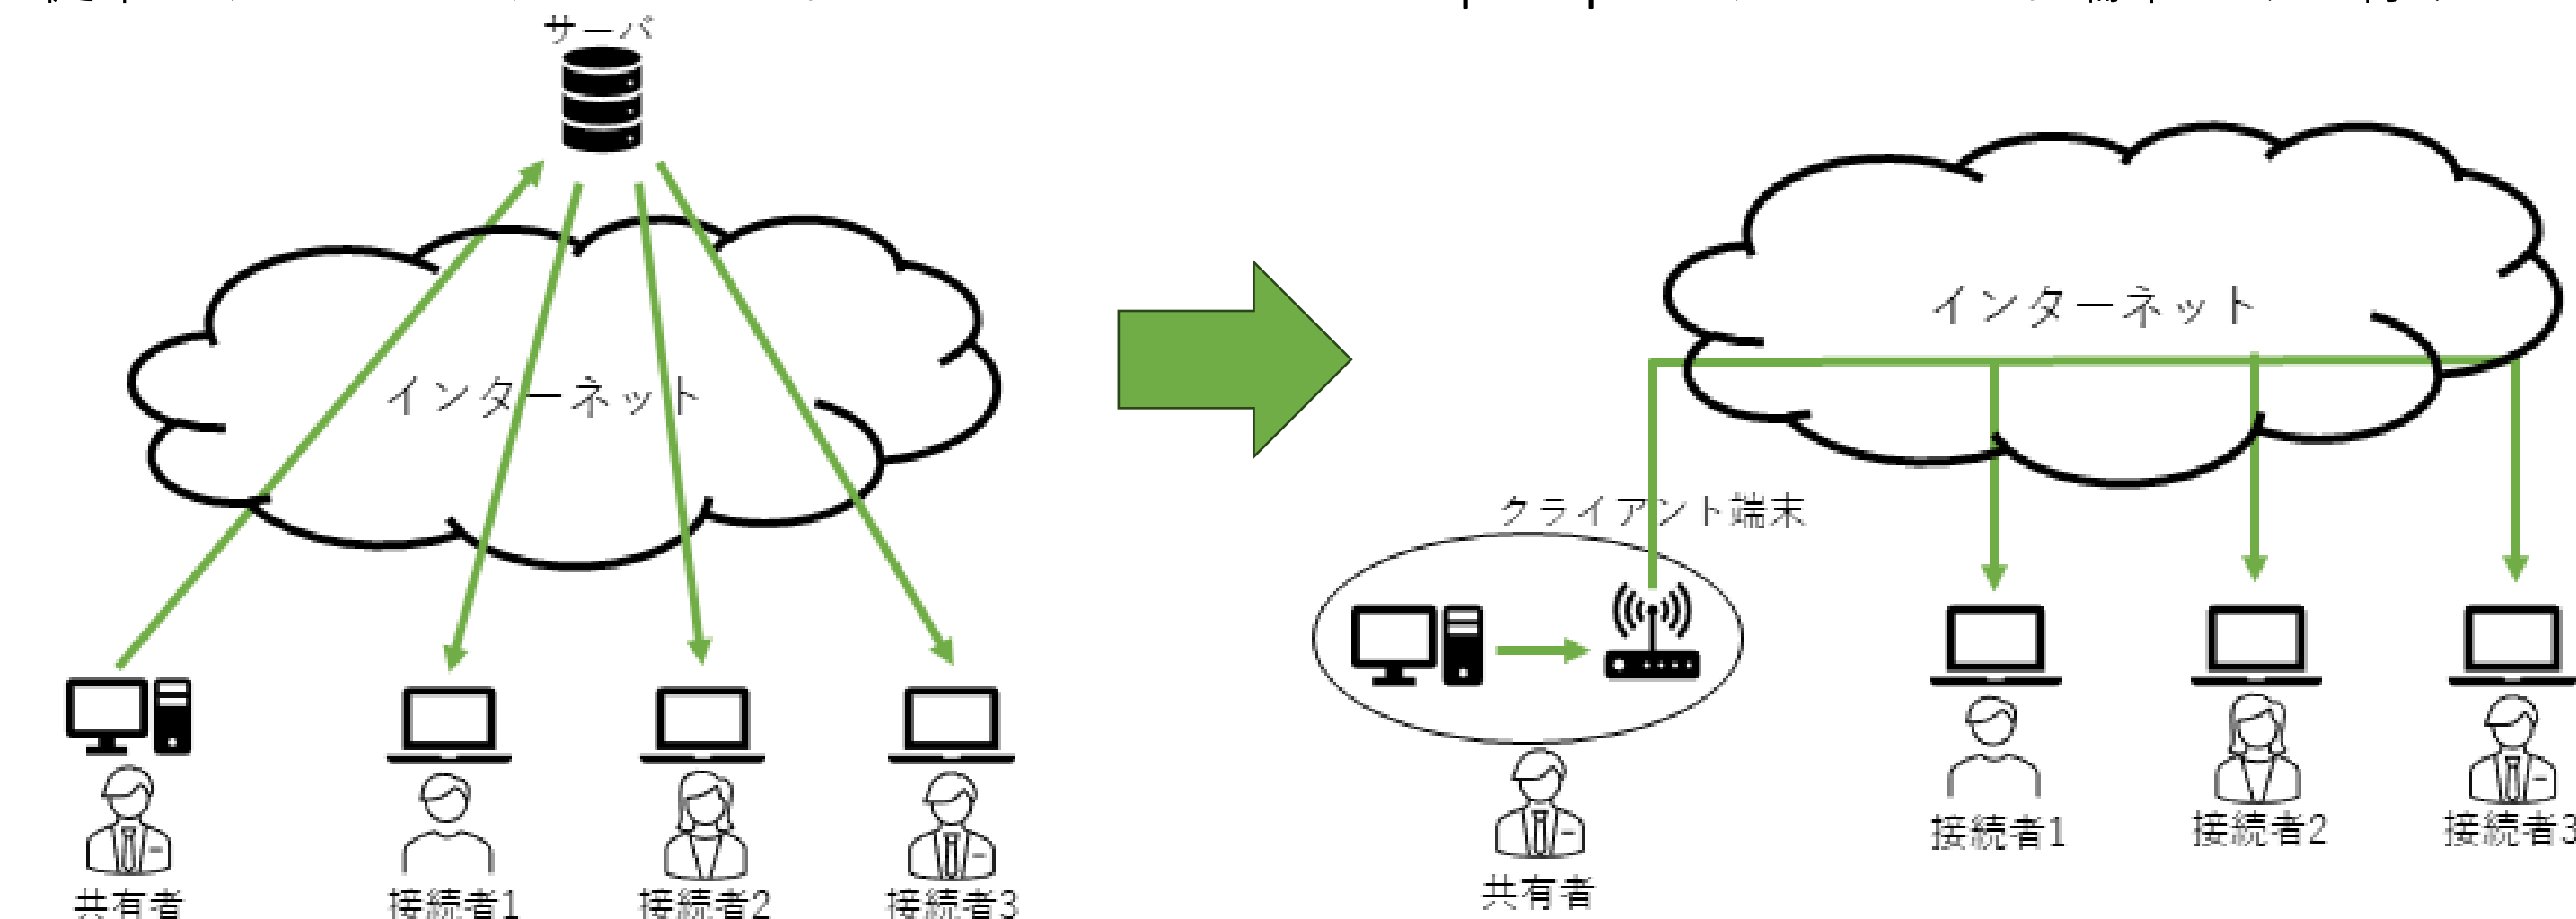 サーバ
インターネット
共有者
接続者1
接続者2
接続者3
インターネット
クライアント端末
共有者
接続者1
接続者2
接続者3